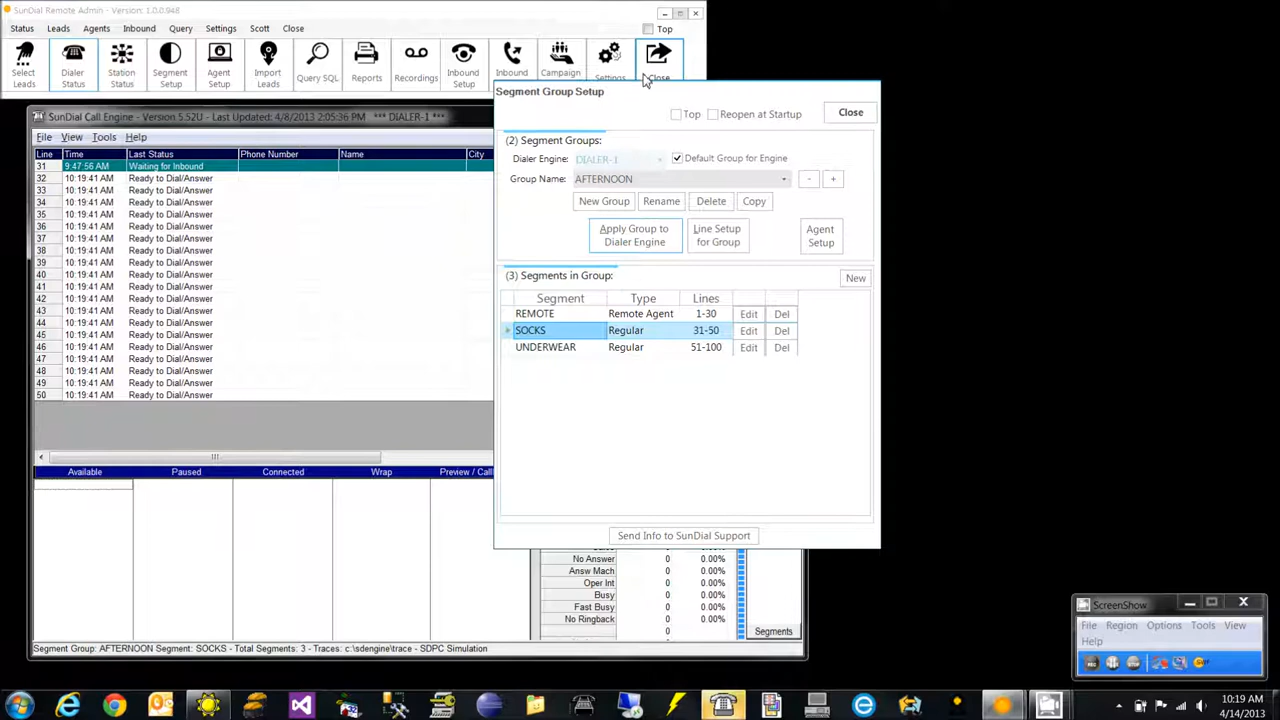 SunDial Remote Admin - Version: 1.0.0.948
Status Leads Agents Inbound Query Settings Scott Close
Top
Select Leads
Dialer Status
Station Status
Segment Setup
Agent Setup
Import Leads
Query SQL
Reports
Recordings
Inbound Setup
Inbound
Campaign
Settings
Close
SunDial Call Engine - Version 5.52U - Last Updated: 4/8/2013 2:05:36 PM *** DIALER-1 ***
File View Tools Help
Line Time Last Status Phone Number Name City
31 9:47:56 AM Waiting for Inbound
32 10:19:41 AM Ready to Dial/Answer
33 10:19:41 AM Ready to Dial/Answer
34 10:19:41 AM Ready to Dial/Answer
35 10:19:41 AM Ready to Dial/Answer
36 10:19:41 AM Ready to Dial/Answer
37 10:19:41 AM Ready to Dial/Answer
38 10:19:41 AM Ready to Dial/Answer
39 10:19:41 AM Ready to Dial/Answer
40 10:19:41 AM Ready to Dial/Answer
41 10:19:41 AM Ready to Dial/Answer
42 10:19:41 AM Ready to Dial/Answer
43 10:19:41 AM Ready to Dial/Answer
44 10:19:41 AM Ready to Dial/Answer
45 10:19:41 AM Ready to Dial/Answer
46 10:19:41 AM Ready to Dial/Answer
47 10:19:41 AM Ready to Dial/Answer
48 10:19:41 AM Ready to Dial/Answer
49 10:19:41 AM Ready to Dial/Answer
50 10:19:41 AM Ready to Dial/Answer
Available Paused Connected Wrap Preview / Call
Segment Group Setup
Top Reopen at Startup Close
(2) Segment Groups:
Dialer Engine: DIALER-1 Default Group for Engine
Group Name: AFTERNOON - +
New Group Rename Delete Copy
Apply Group to Dialer Engine
Line Setup for Group
Agent Setup
(3) Segments in Group: New
Segment Type Lines
REMOTE Remote Agent 1-30 Edit Del
SOCKS Regular 31-50 Edit Del
UNDERWEAR Regular 51-100 Edit Del
Send Info to SunDial Support
0 0.00%
No Answer 0 0.00%
Answ Mach 0 0.00%
Oper Int 0 0.00%
Busy 0 0.00%
Fast Busy 0 0.00%
No Ringback 0 0.00%
0
Segments
Segment Group: AFTERNOON Segment: SOCKS - Total Segments: 3 - Traces: c:\sdengine\trace - SDPC Simulation
ScreenShow
File Region Options Tools View
Help
10:19 AM
4/14/2013